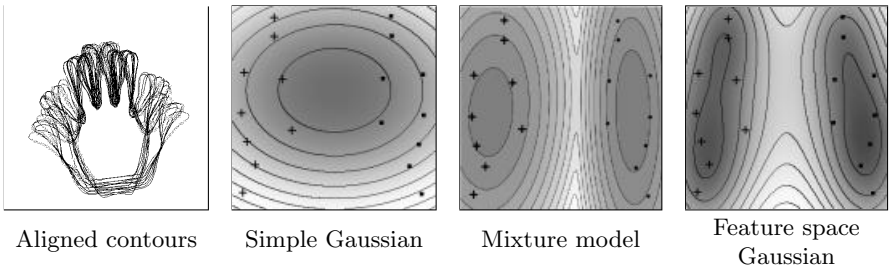 Aligned contours
Simple Gaussian
Mixture model
Feature space
Gaussian